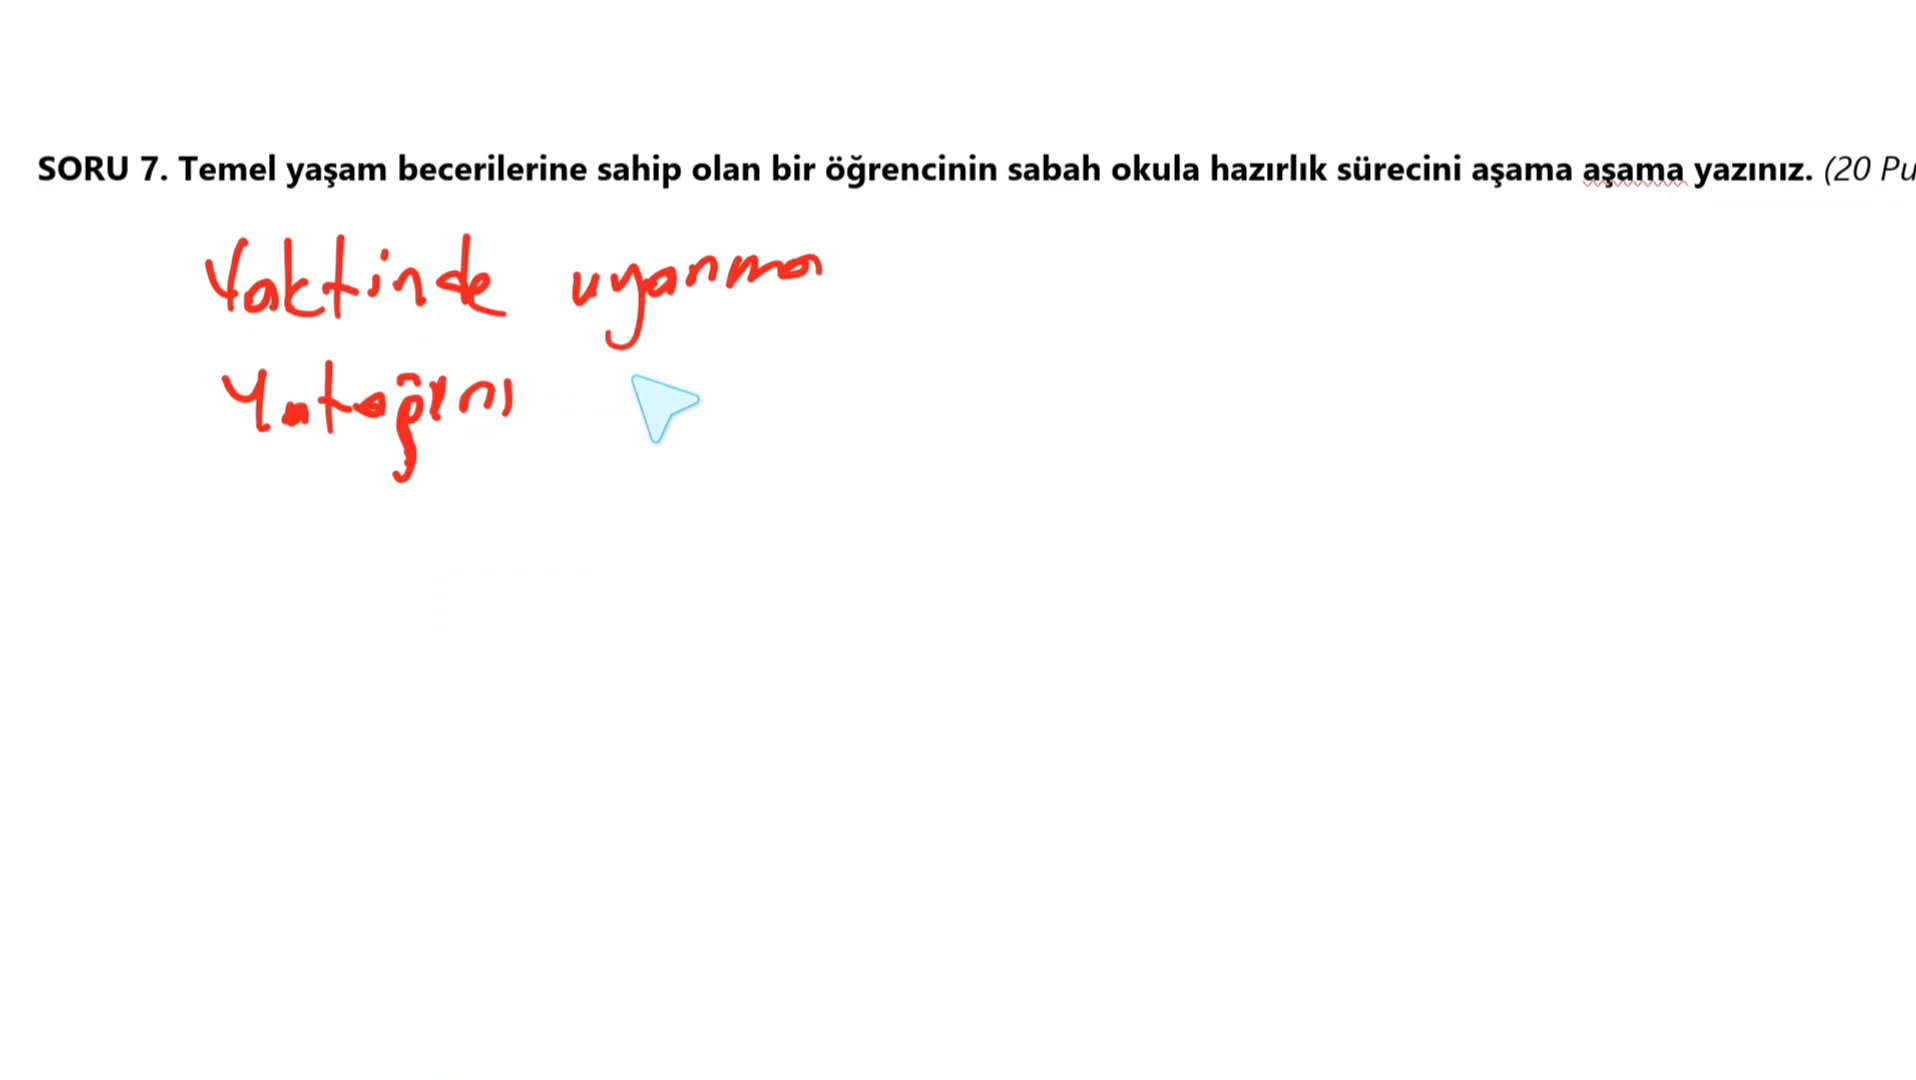 SORU 7. Temel yaşam becerilerine sahip olan bir öğrencinin sabah okula hazırlık sürecini aşama aşama yazınız. (20 Pu
Vaktinde uyanma
Yatağını